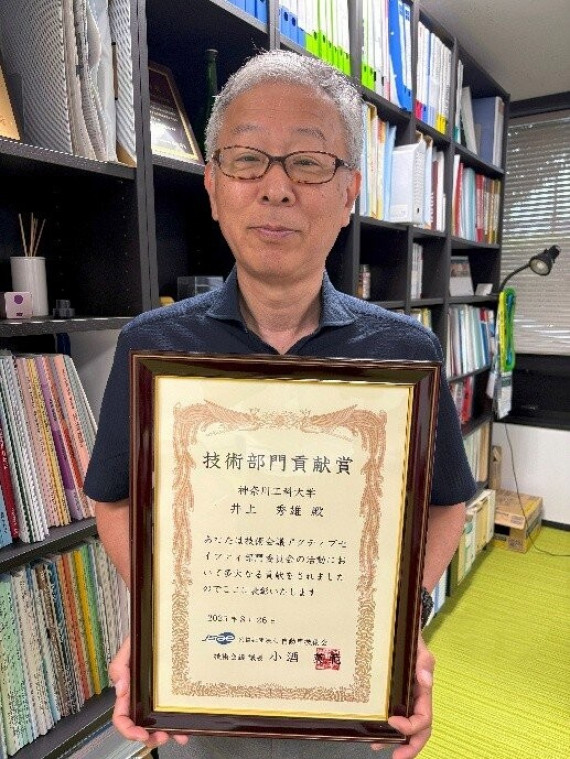 技術部門貢献賞
神奈川工科大学
井上 秀雄 殿
あなたは技術会議アクティブセ
イフティ部門委員会の活動にお
いて多大なる貢献をされました
のでここに表彰いたします
jsae 公益社団法人自動車技術会
技術会議 議長 小酒